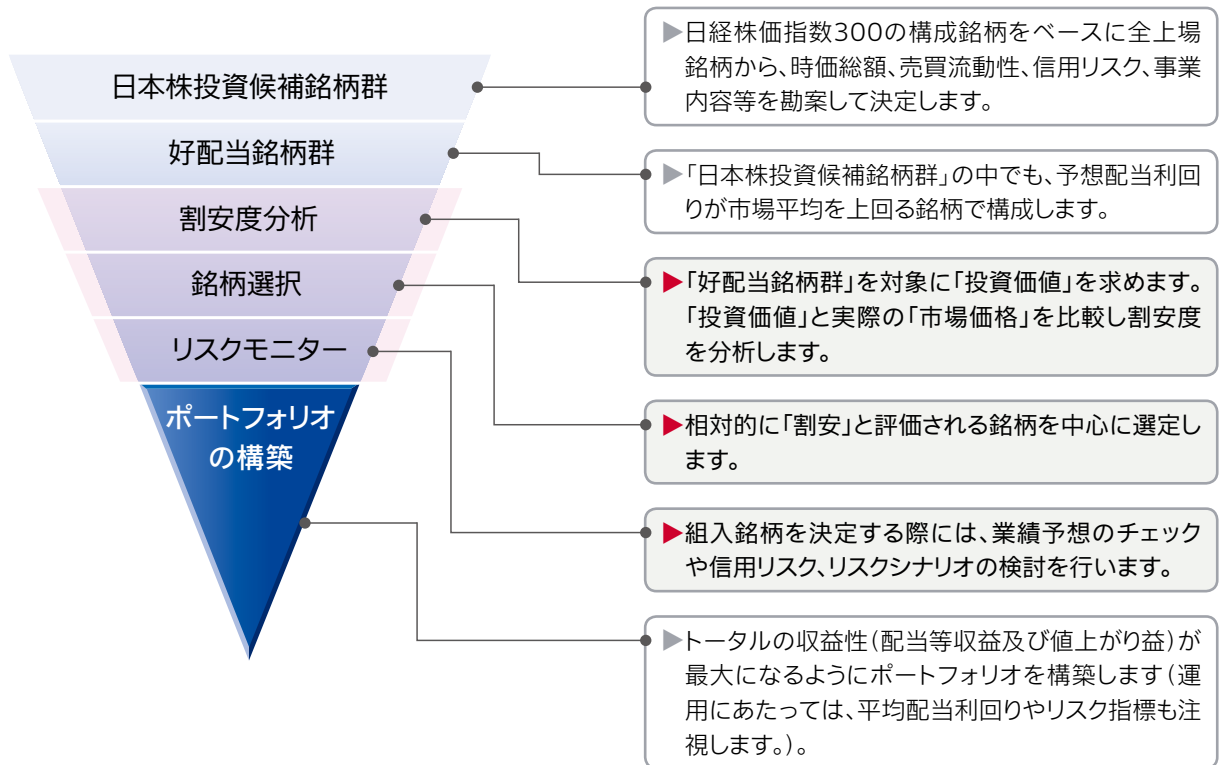 日本株投資候補銘柄群
▶日経株価指数300の構成銘柄をベースに全上場
銘柄から、時価総額、売買流動性、信用リスク、事業
内容等を勘案して決定します。
好配当銘柄群
▶「日本株投資候補銘柄群」の中でも、予想配当利回
りが市場平均を上回る銘柄で構成します。
割安度分析
▶「好配当銘柄群」を対象に「投資価値」を求めます。
「投資価値」と実際の「市場価格」を比較し割安度
を分析します。
銘柄選択
▶相対的に「割安」と評価される銘柄を中心に選定し
ます。
リスクモニター
▶組入銘柄を決定する際には、業績予想のチェック
や信用リスク、リスクシナリオの検討を行います。
ポートフォリオ
の構築
▶トータルの収益性(配当等収益及び値上がり益)が
最大になるようにポートフォリオを構築します(運
用にあたっては、平均配当利回りやリスク指標も注
視します。)。